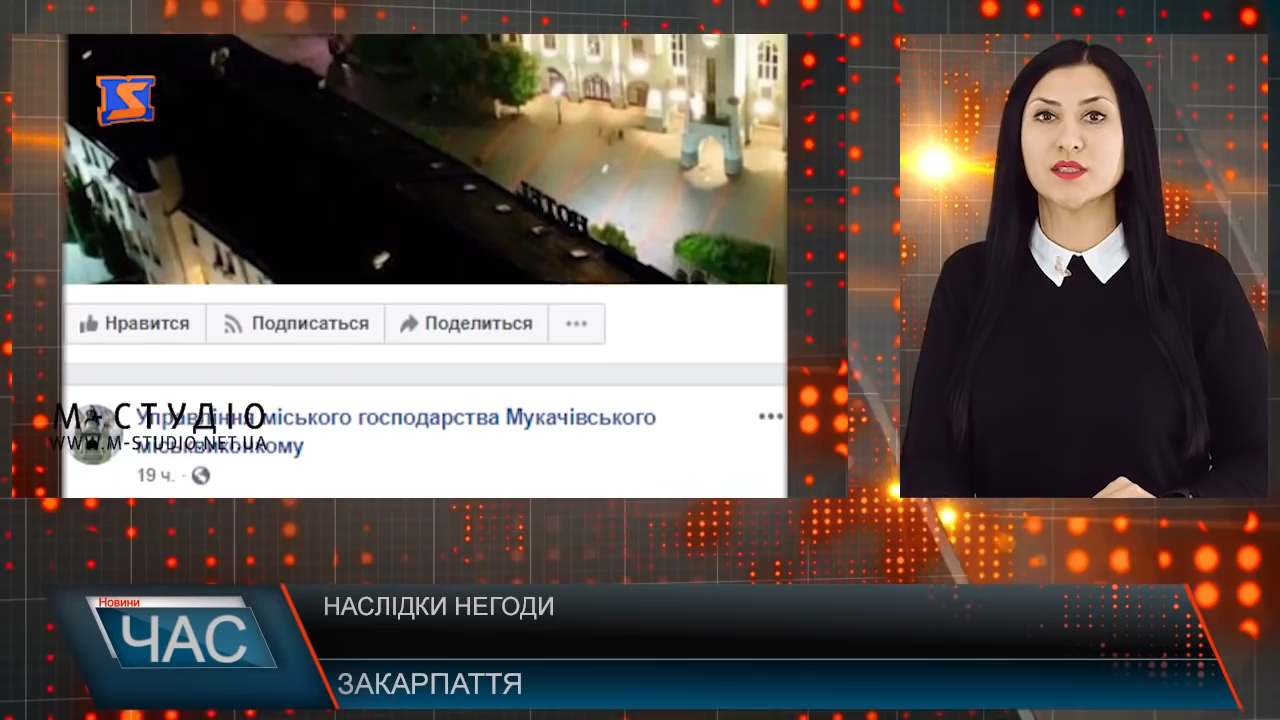 Нравится
Подписаться
Поделиться
М СТУДІО
WWW.M-STUDIO.NET.UA
Управління міського господарства Мукачівського
міськвиконкому
19 ч.
Новини
ЧАС
НАСЛІДКИ НЕГОДИ
ЗАКАРПАТТЯ